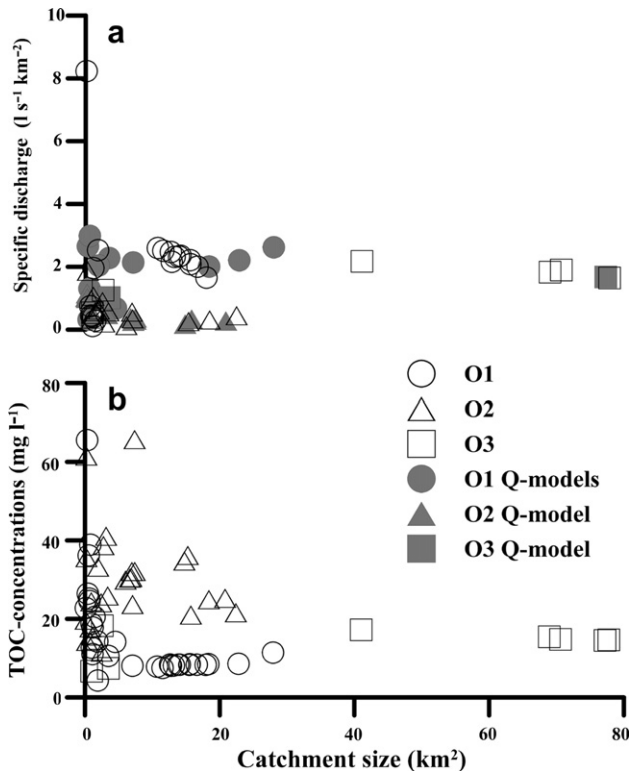 a
10
8
6
4
2
0
Specific discharge (l s⁻¹ km⁻²)
O1
O2
O3
O1 Q-models
O2 Q-model
O3 Q-model
b
80
60
40
20
0
TOC-concentrations (mg l⁻¹)
0 20 40 60 80
Catchment size (km²)